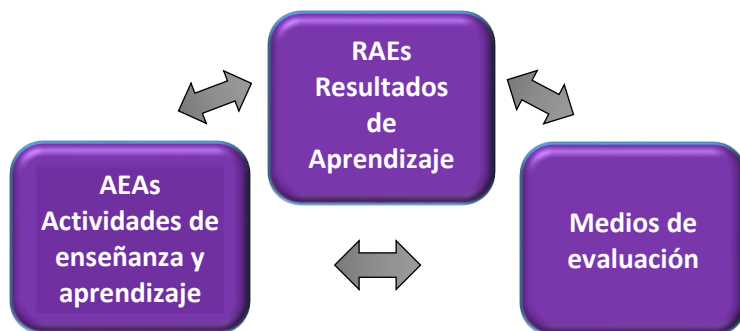 RAEs
Resultados
de
Aprendizaje
AEAs
Actividades de
enseñanza y
aprendizaje
Medios de
evaluación